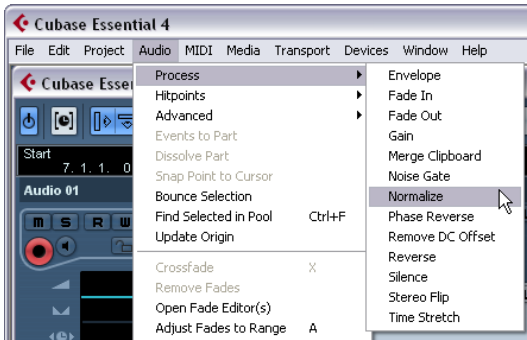 Cubase Essential 4
File Edit Project Audio MIDI Media Transport Devices Window Help
Cubase Esse
Start
7. 1. 1. 0
Audio 01
m S R W
Process
Hitpoints
Advanced
Events to Part
Dissolve Part
Snap Point to Cursor
Bounce Selection
Find Selected in Pool Ctrl+F
Update Origin
Crossfade X
Remove Fades
Open Fade Editor(s)
Adjust Fades to Range A
Envelope
Fade In
Fade Out
Gain
Merge Clipboard
Noise Gate
Normalize
Phase Reverse
Remove DC Offset
Reverse
Silence
Stereo Flip
Time Stretch